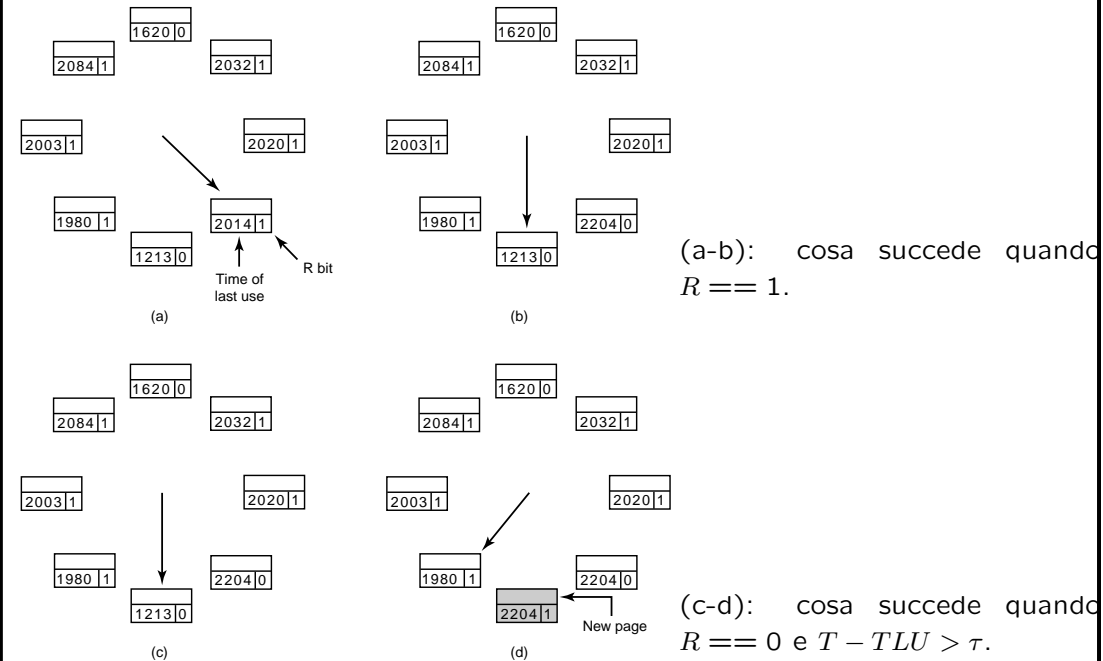 1620 0
2084 1
2032 1
2003 1
2020 1
1980 1
2014 1
1213 0
R bit
Time of
last use
(a)
1620 0
2084 1
2032 1
2003 1
2020 1
1980 1
2204 0
1213 0
(b)
(a-b): cosa succede quando
R == 1.
1620 0
2084 1
2032 1
2003 1
2020 1
1980 1
2204 0
1213 0
(c)
1620 0
2084 1
2032 1
2003 1
2020 1
1980 1
2204 0
2204 1
New page
(d)
(c-d): cosa succede quando
R == 0 e T − TLU > τ.